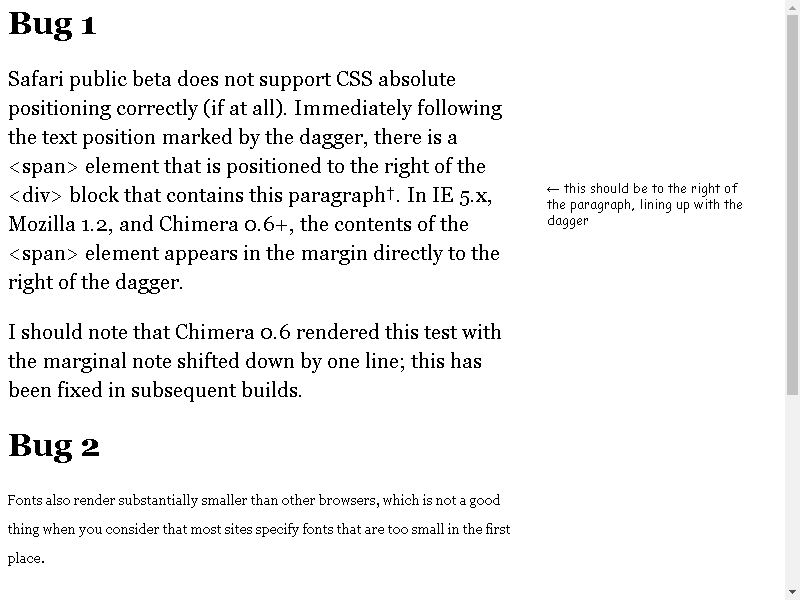 Bug 1
Safari public beta does not support CSS absolute
positioning correctly (if at all). Immediately following
the text position marked by the dagger, there is a
<span> element that is positioned to the right of the
<div> block that contains this paragraph†. In IE 5.x,
Mozilla 1.2, and Chimera 0.6+, the contents of the
<span> element appears in the margin directly to the
right of the dagger.
← this should be to the right of
the paragraph, lining up with the
dagger
I should note that Chimera 0.6 rendered this test with
the marginal note shifted down by one line; this has
been fixed in subsequent builds.
Bug 2
Fonts also render substantially smaller than other browsers, which is not a good
thing when you consider that most sites specify fonts that are too small in the first
place.